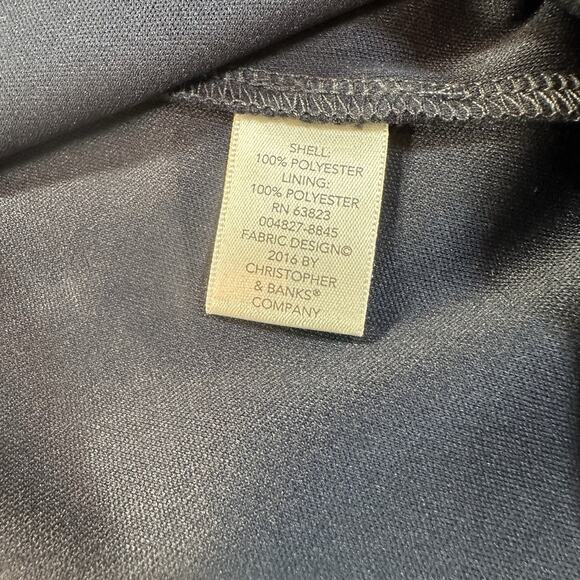 SHELL:
100% POLYESTER
LINING:
100% POLYESTER
RN 63823
004827-8845
FABRIC DESIGN©
2016 BY
CHRISTOPHER
& BANKS®
COMPANY